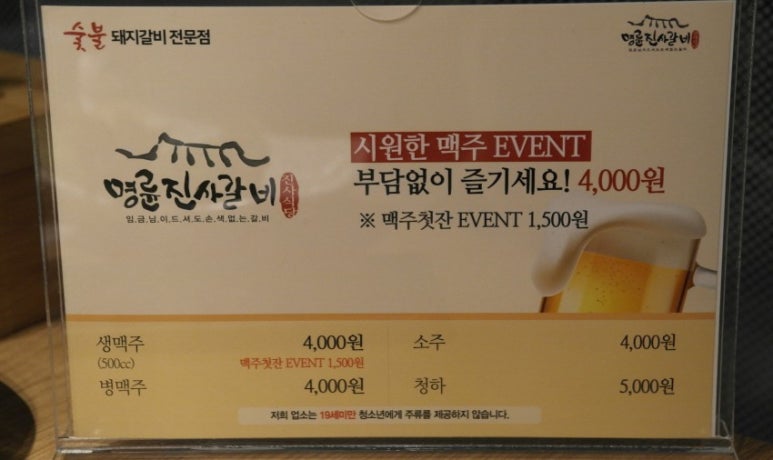 숯불 돼지갈비 전문점
명륜진사갈비
시원한 맥주 EVENT
부담없이 즐기세요! 4,000원
※ 맥주첫잔 EVENT 1,500원
명륜진사갈비 진사식당
임,금,님,이,드,셔,도,손,색,없,는,갈,비
생맥주 4,000원
(500cc) 맥주첫잔 EVENT 1,500원
병맥주 4,000원
소주 4,000원
청하 5,000원
저희 업소는 19세미만 청소년에게 주류를 제공하지 않습니다.